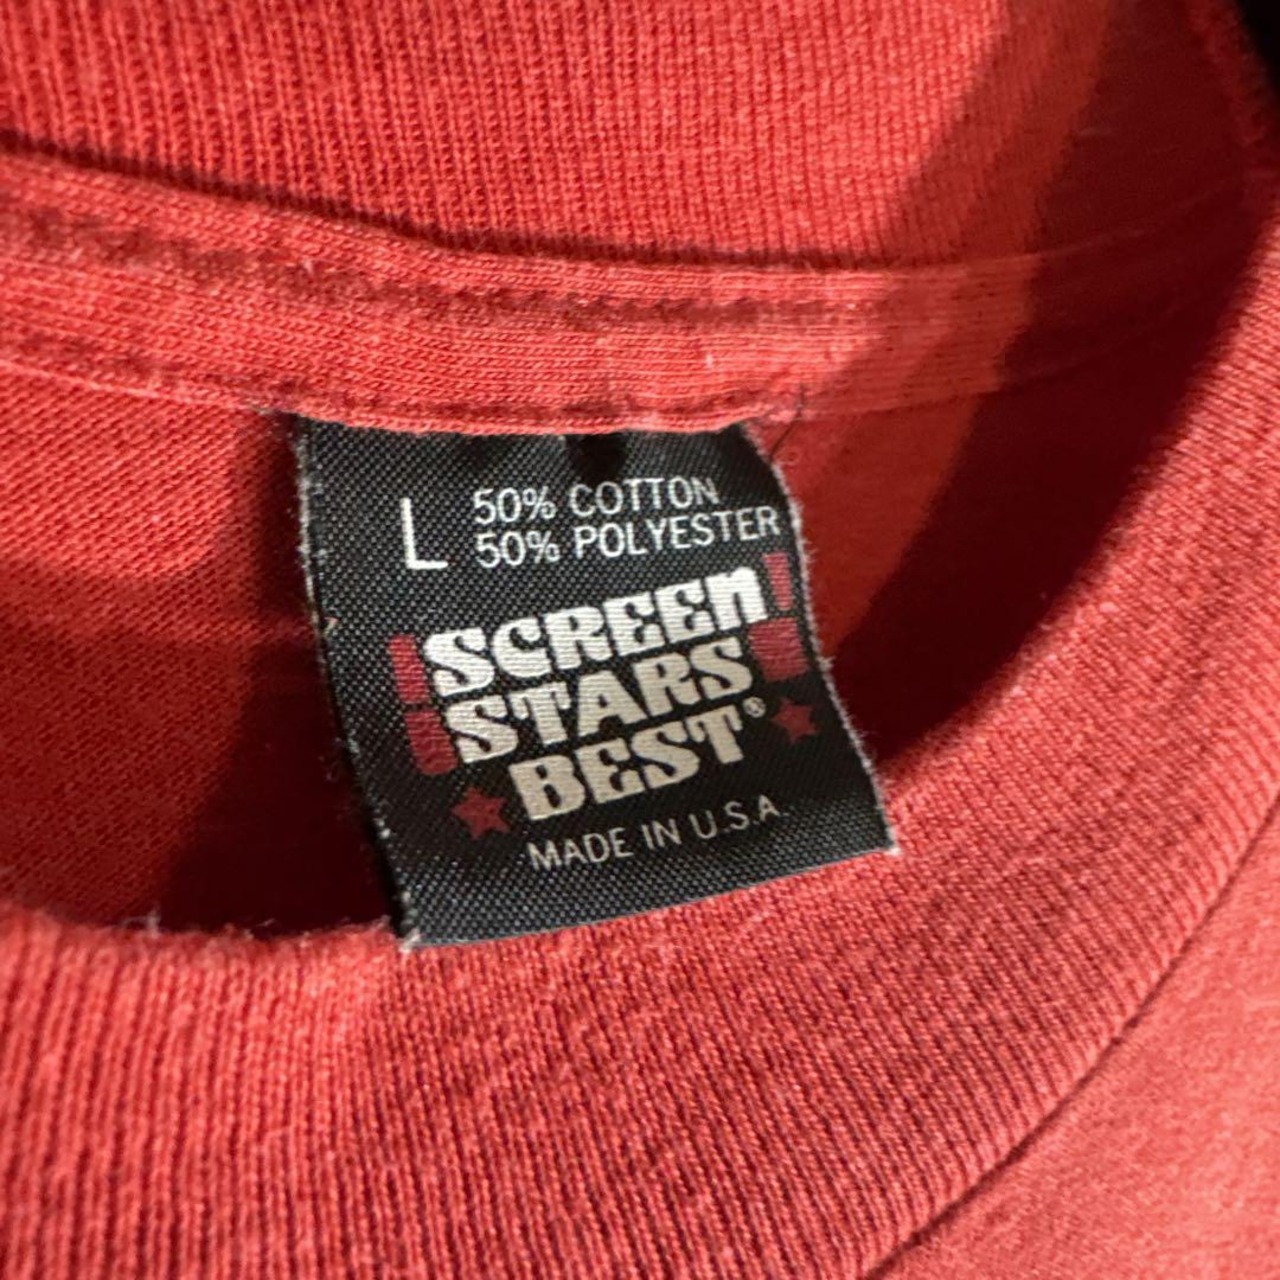 L
50% COTTON
50% POLYESTER
SCREEN
STARS
BEST®
MADE IN U.S.A.